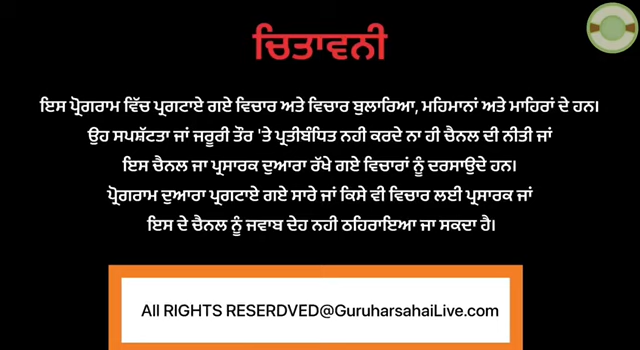 ਚਿਤਾਵਨੀ
ਇਸ ਪ੍ਰੋਗਰਾਮ ਵਿੱਚ ਪ੍ਰਗਟਾਏ ਗਏ ਵਿਚਾਰ ਅਤੇ ਵਿਚਾਰ ਬੁਲਾਰਿਆ, ਮਹਿਮਾਨਾਂ ਅਤੇ ਮਾਹਿਰਾਂ ਦੇ ਹਨ।
ਉਹ ਸਪਸ਼ੱਟਤਾ ਜਾਂ ਜਰੂਰੀ ਤੌਰ 'ਤੇ ਪ੍ਰਤੀਬੰਧਿਤ ਨਹੀ ਕਰਦੇ ਨਾ ਹੀ ਚੈਨਲ ਦੀ ਨੀਤੀ ਜਾਂ
ਇਸ ਚੈਨਲ ਜਾ ਪ੍ਰਸਾਰਕ ਦੁਆਰਾ ਰੱਖੇ ਗਏ ਵਿਚਾਰਾਂ ਨੂੰ ਦਰਸਾਉਦੇ ਹਨ।
ਪ੍ਰੋਗਰਾਮ ਦੁਆਰਾ ਪ੍ਰਗਟਾਏ ਗਏ ਸਾਰੇ ਜਾਂ ਕਿਸੇ ਵੀ ਵਿਚਾਰ ਲਈ ਪ੍ਰਸਾਰਕ ਜਾਂ
ਇਸ ਦੇ ਚੈਨਲ ਨੂੰ ਜਵਾਬ ਦੇਹ ਨਹੀ ਠਹਿਰਾਇਆ ਜਾ ਸਕਦਾ ਹੈ।
All RIGHTS RESERDVED@GuruharsahaiLive.com